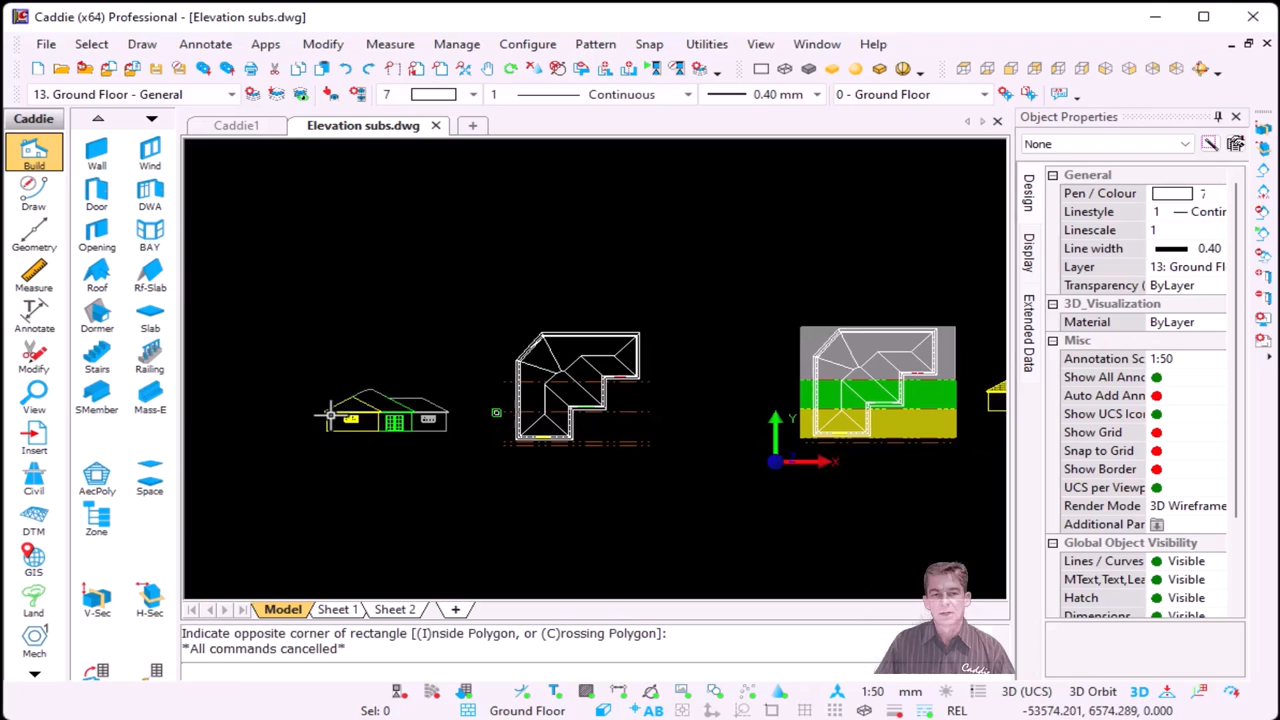 Caddie (x64) Professional - [Elevation subs.dwg]
File Select Draw Annotate Apps Modify Measure Manage Configure Pattern Snap Utilities View Window Help
13. Ground Floor - General 7 1 Continuous 0.40 mm 0 - Ground Floor
Caddie
Build
Draw
Geometry
Measure
Annotate
Modify
View
Insert
Civil
DTM
GIS
Land
Mech
Wall Wind
Door DWA
Opening BAY
Roof Rf-Slab
Dormer Slab
Stairs Railing
SMember Mass-E
AecPoly Space
Zone
V-Sec H-Sec
Caddie1 Elevation subs.dwg
Y
X
Model Sheet 1 Sheet 2
Indicate opposite corner of rectangle [(I)nside Polygon, or (C)rossing Polygon]:
*All commands cancelled*
Caddie
Object Properties
None
Design
Display
Extended Data
General
Pen / Colour 7
Linestyle 1 Contir
Linescale 1
Line width 0.40
Layer 13: Ground Fl
Transparency ( ByLayer
3D_Visualization
Material ByLayer
Misc
Annotation Sc 1:50
Show All Annc
Auto Add Annc
Show UCS Icor
Show Grid
Snap to Grid
Show Border
UCS per Viewp
Render Mode 3D Wireframe
Additional Par
Global Object Visibility
Lines / Curves Visible
MText,Text,Lea Visible
Hatch Visible
Dimensions Visible
1:50 mm 3D (UCS) 3D Orbit 3D
Sel: 0 Ground Floor AB REL -53574.201, 6574.289, 0.000